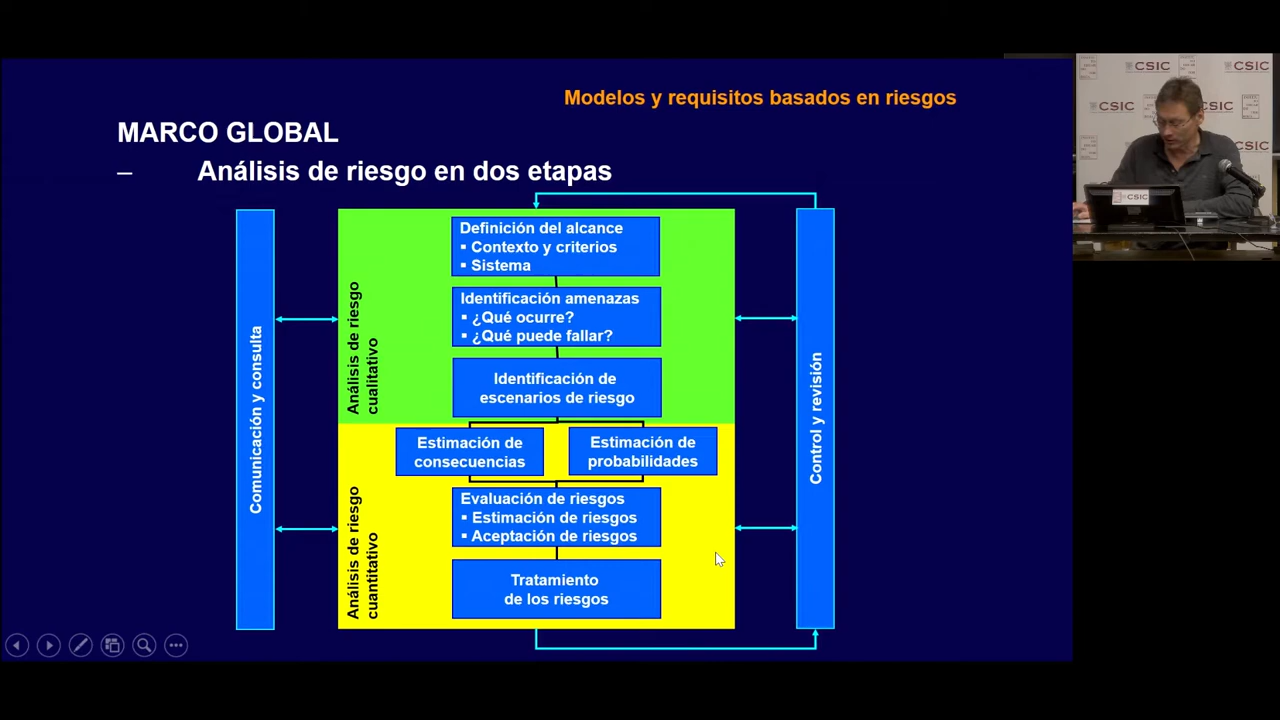 Modelos y requisitos basados en riesgos
MARCO GLOBAL
– Análisis de riesgo en dos etapas
Comunicación y consulta
Análisis de riesgo
cualitativo
Definición del alcance
▪ Contexto y criterios
▪ Sistema
Identificación amenazas
▪ ¿Qué ocurre?
▪ ¿Qué puede fallar?
Identificación de
escenarios de riesgo
Análisis de riesgo
cuantitativo
Estimación de
consecuencias
Estimación de
probabilidades
Evaluación de riesgos
▪ Estimación de riesgos
▪ Aceptación de riesgos
Tratamiento
de los riesgos
Control y revisión
CSIC
CSIC
CSIC
CSIC
CSIC